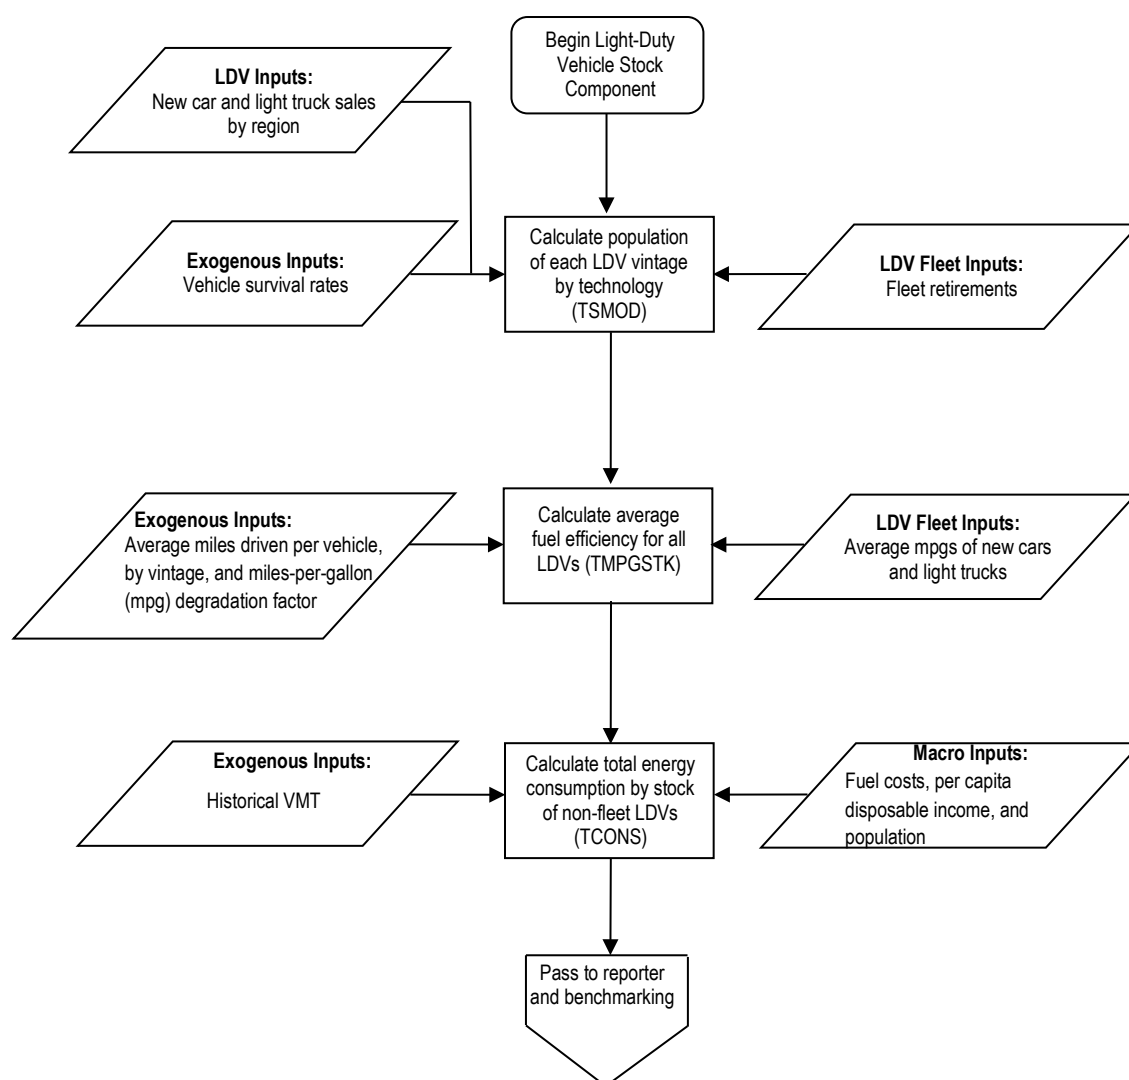 Begin Light-Duty
Vehicle Stock
Component
LDV Inputs:
New car and light truck sales
by region
Exogenous Inputs:
Vehicle survival rates
Calculate population
of each LDV vintage
by technology
(TSMOD)
LDV Fleet Inputs:
Fleet retirements
Exogenous Inputs:
Average miles driven per vehicle,
by vintage, and miles-per-gallon
(mpg) degradation factor
Calculate average
fuel efficiency for all
LDVs (TMPGSTK)
LDV Fleet Inputs:
Average mpgs of new cars
and light trucks
Exogenous Inputs:
Historical VMT
Calculate total energy
consumption by stock
of non-fleet LDVs
(TCONS)
Macro Inputs:
Fuel costs, per capita
disposable income, and
population
Pass to reporter
and benchmarking